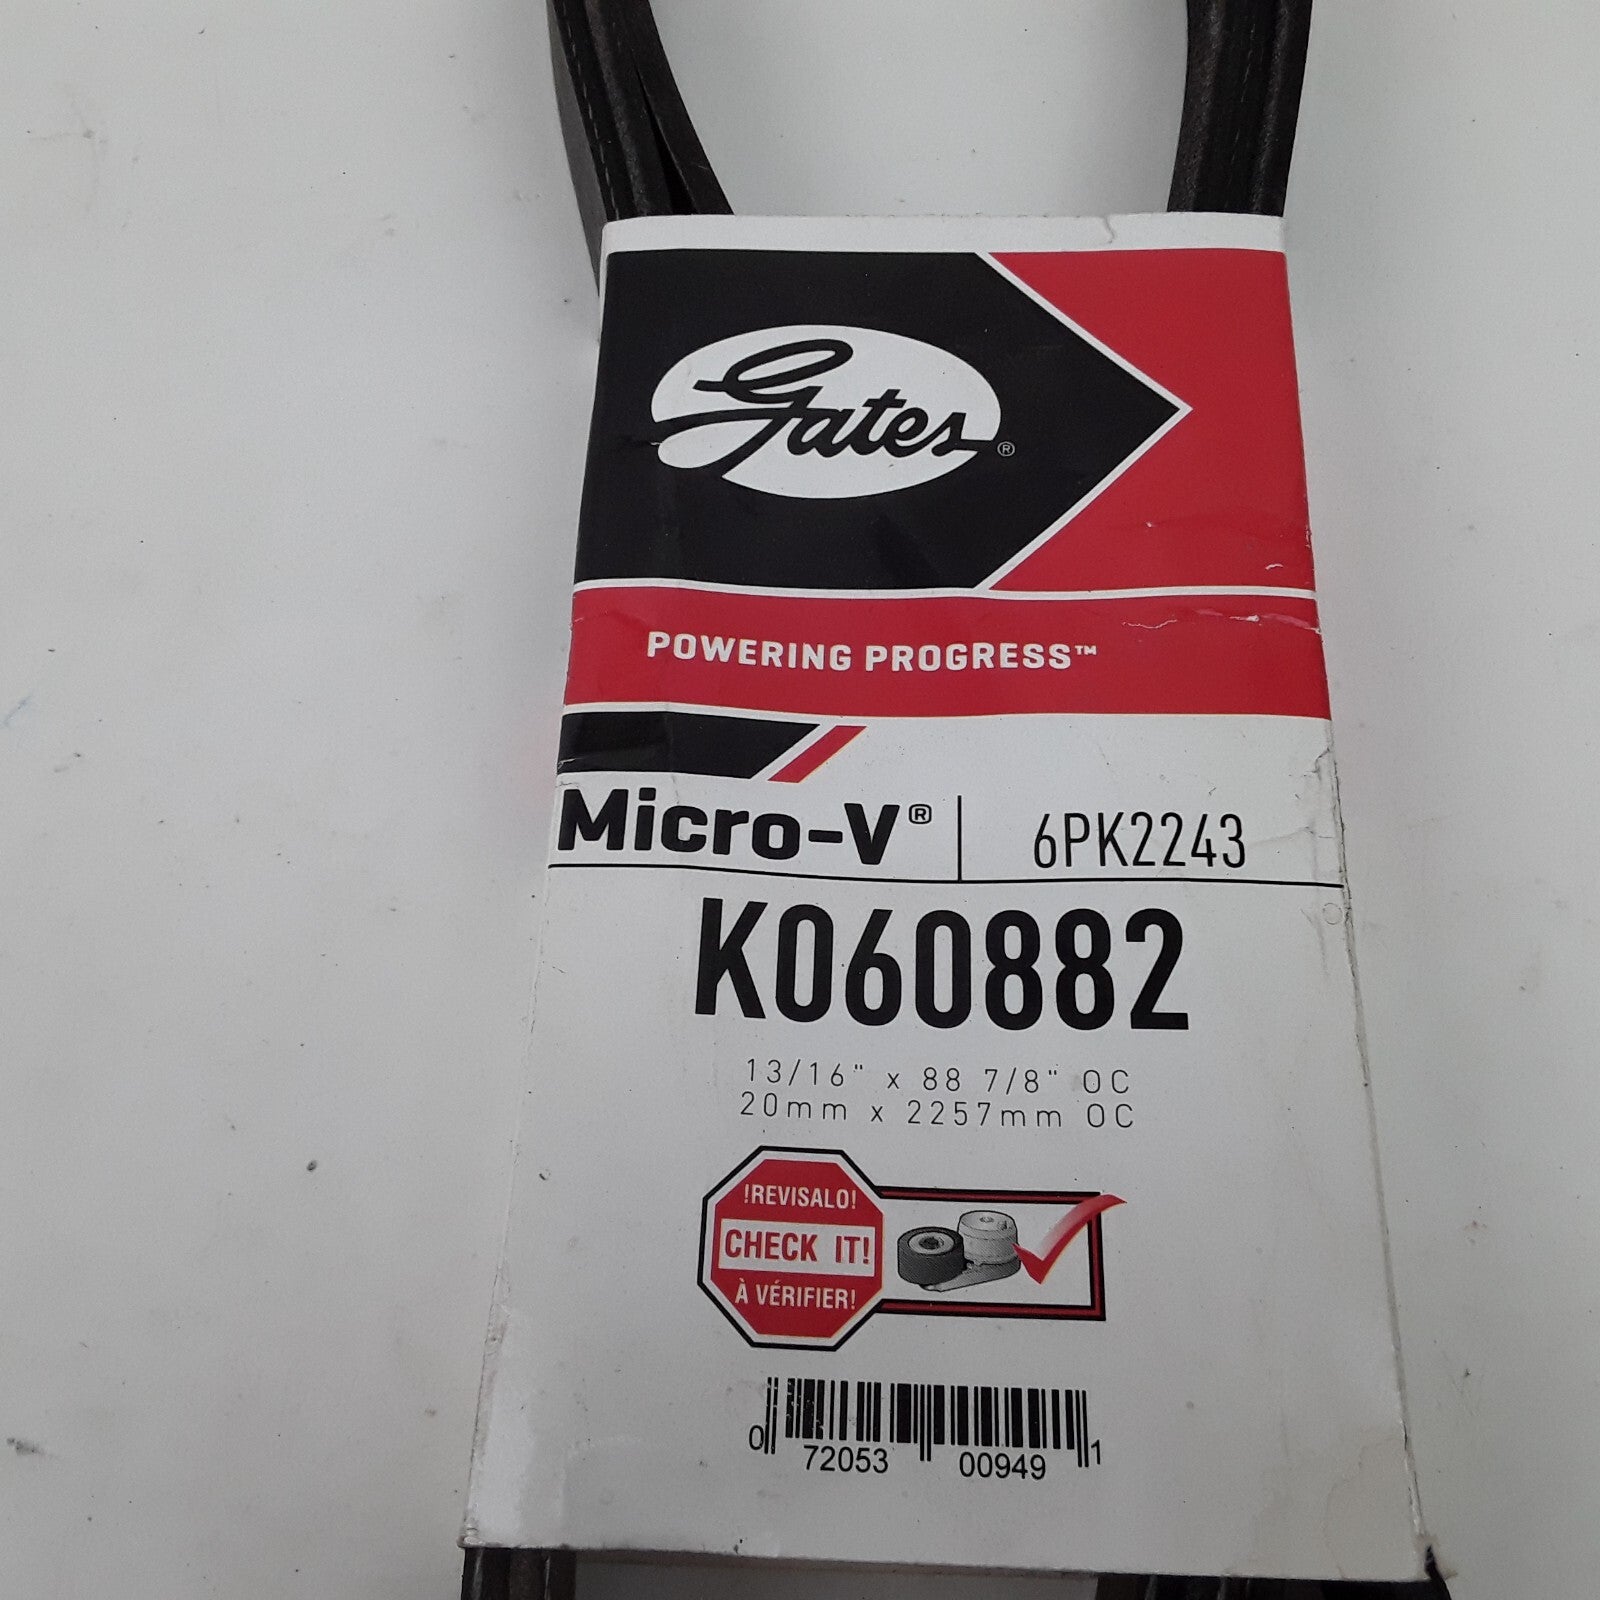 Gates®
POWERING PROGRESS™
Micro-V® 6PK2243
K060882
13/16" x 88 7/8" OC
20mm x 2257mm OC
!REVISALO!
CHECK IT!
À VÉRIFIER!
0 72053 00949 1